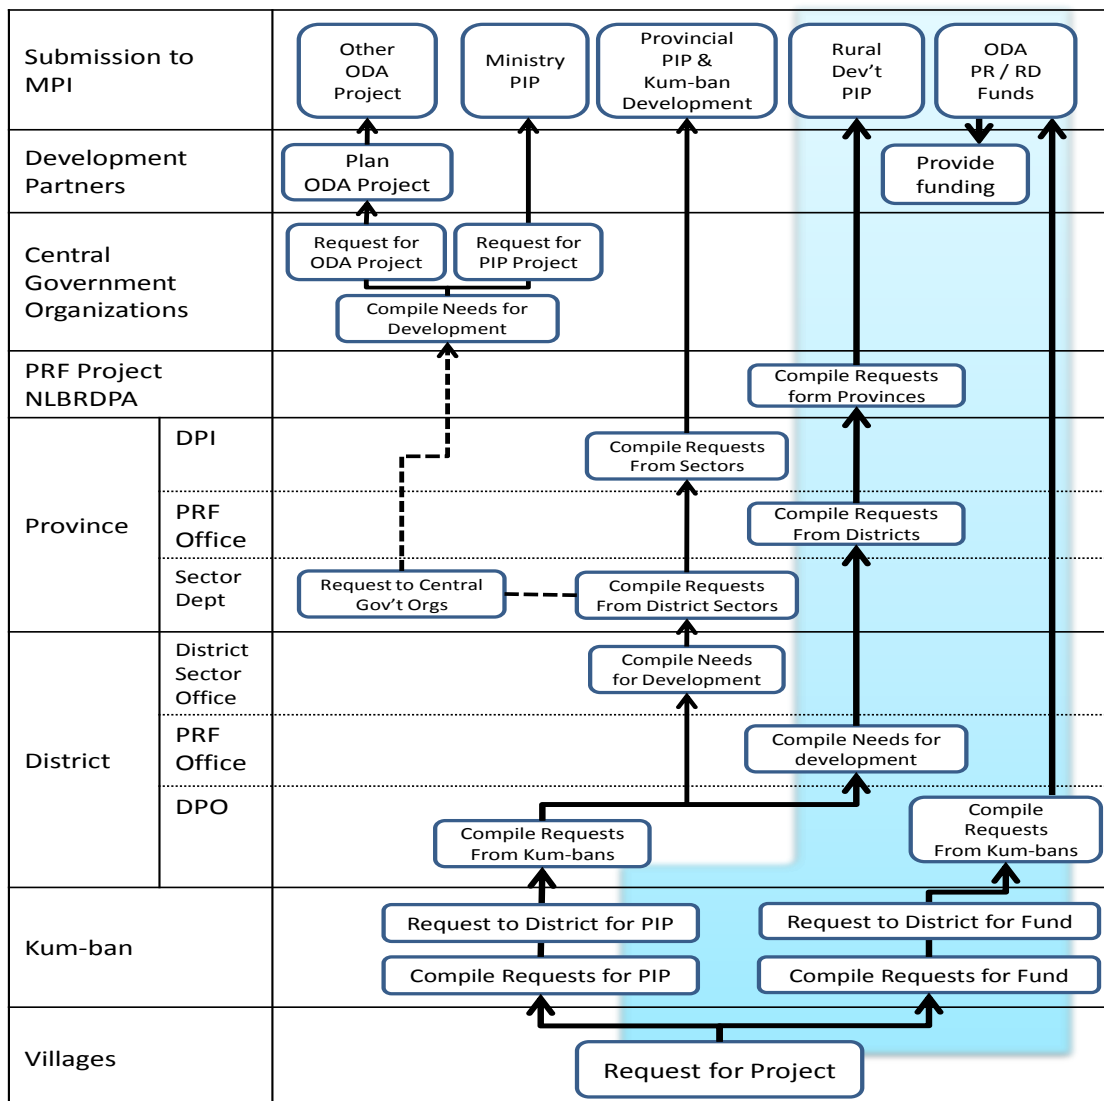 Submission to
MPI
Other
ODA
Project
Ministry
PIP
Provincial
PIP &
Kum-ban
Development
Rural
Dev't
PIP
ODA
PR / RD
Funds
Development
Partners
Plan
ODA Project
Provide
funding
Central
Government
Organizations
Request for
ODA Project
Request for
PIP Project
Compile Needs for
Development
PRF Project
NLBRDPA
Compile Requests
form Provinces
Province
DPI
Compile Requests
From Sectors
PRF
Office
Compile Requests
From Districts
Sector
Dept
Request to Central
Gov't Orgs
Compile Requests
From District Sectors
District
District
Sector
Office
Compile Needs
for Development
PRF
Office
Compile Needs for
development
DPO
Compile Requests
From Kum-bans
Compile
Requests
From Kum-bans
Kum-ban
Request to District for PIP
Request to District for Fund
Compile Requests for PIP
Compile Requests for Fund
Villages
Request for Project